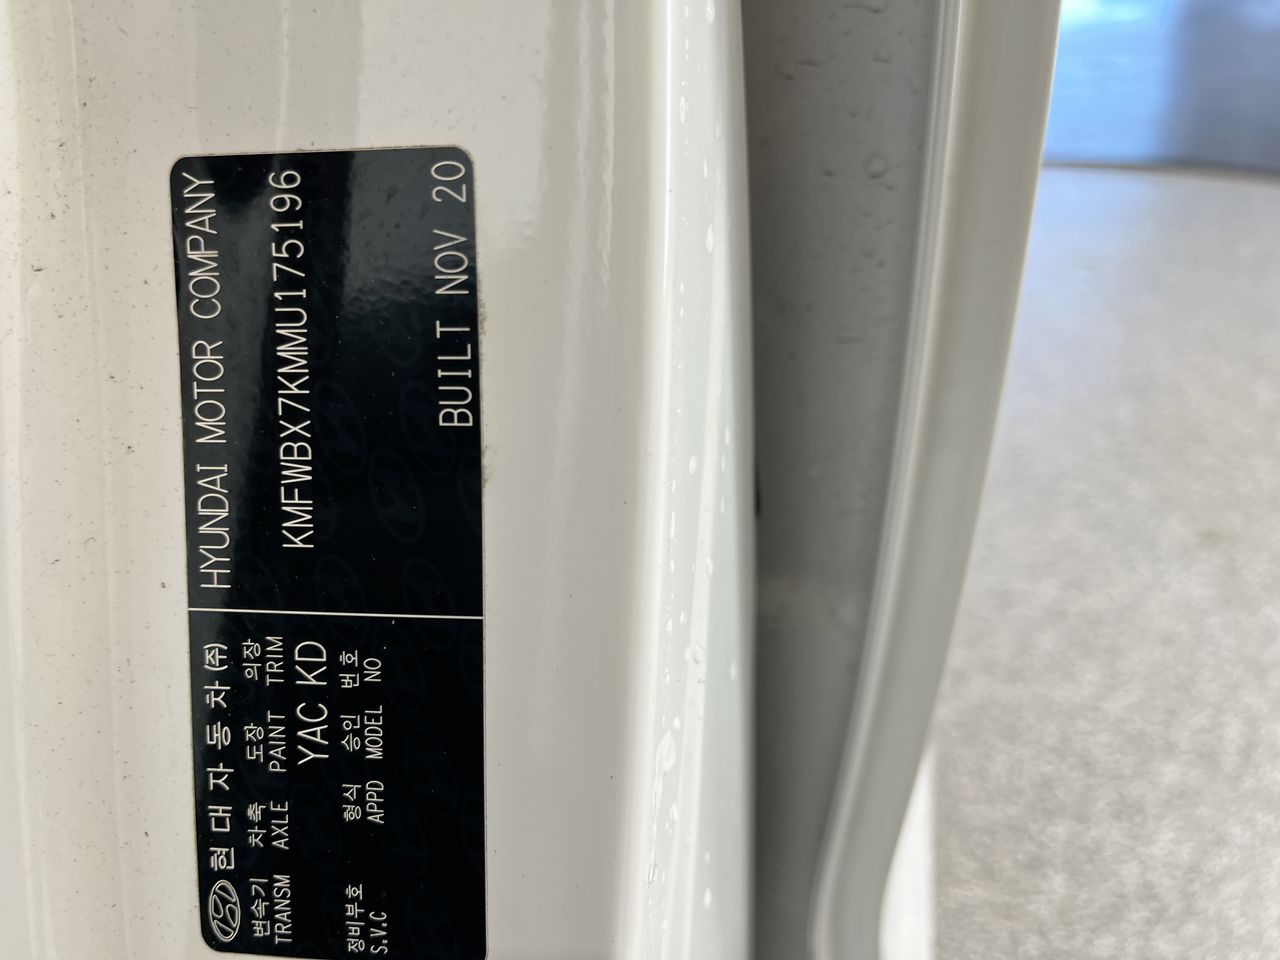 현대자동차(주)
변속기 차축 도장 의장
TRANSM AXLE PAINT TRIM
YAC KD
형식 승인 번호
APPD MODEL NO
정비부호
S.V.C
HYUNDAI MOTOR COMPANY
KMFWBX7KMMU175196
BUILT NOV 20